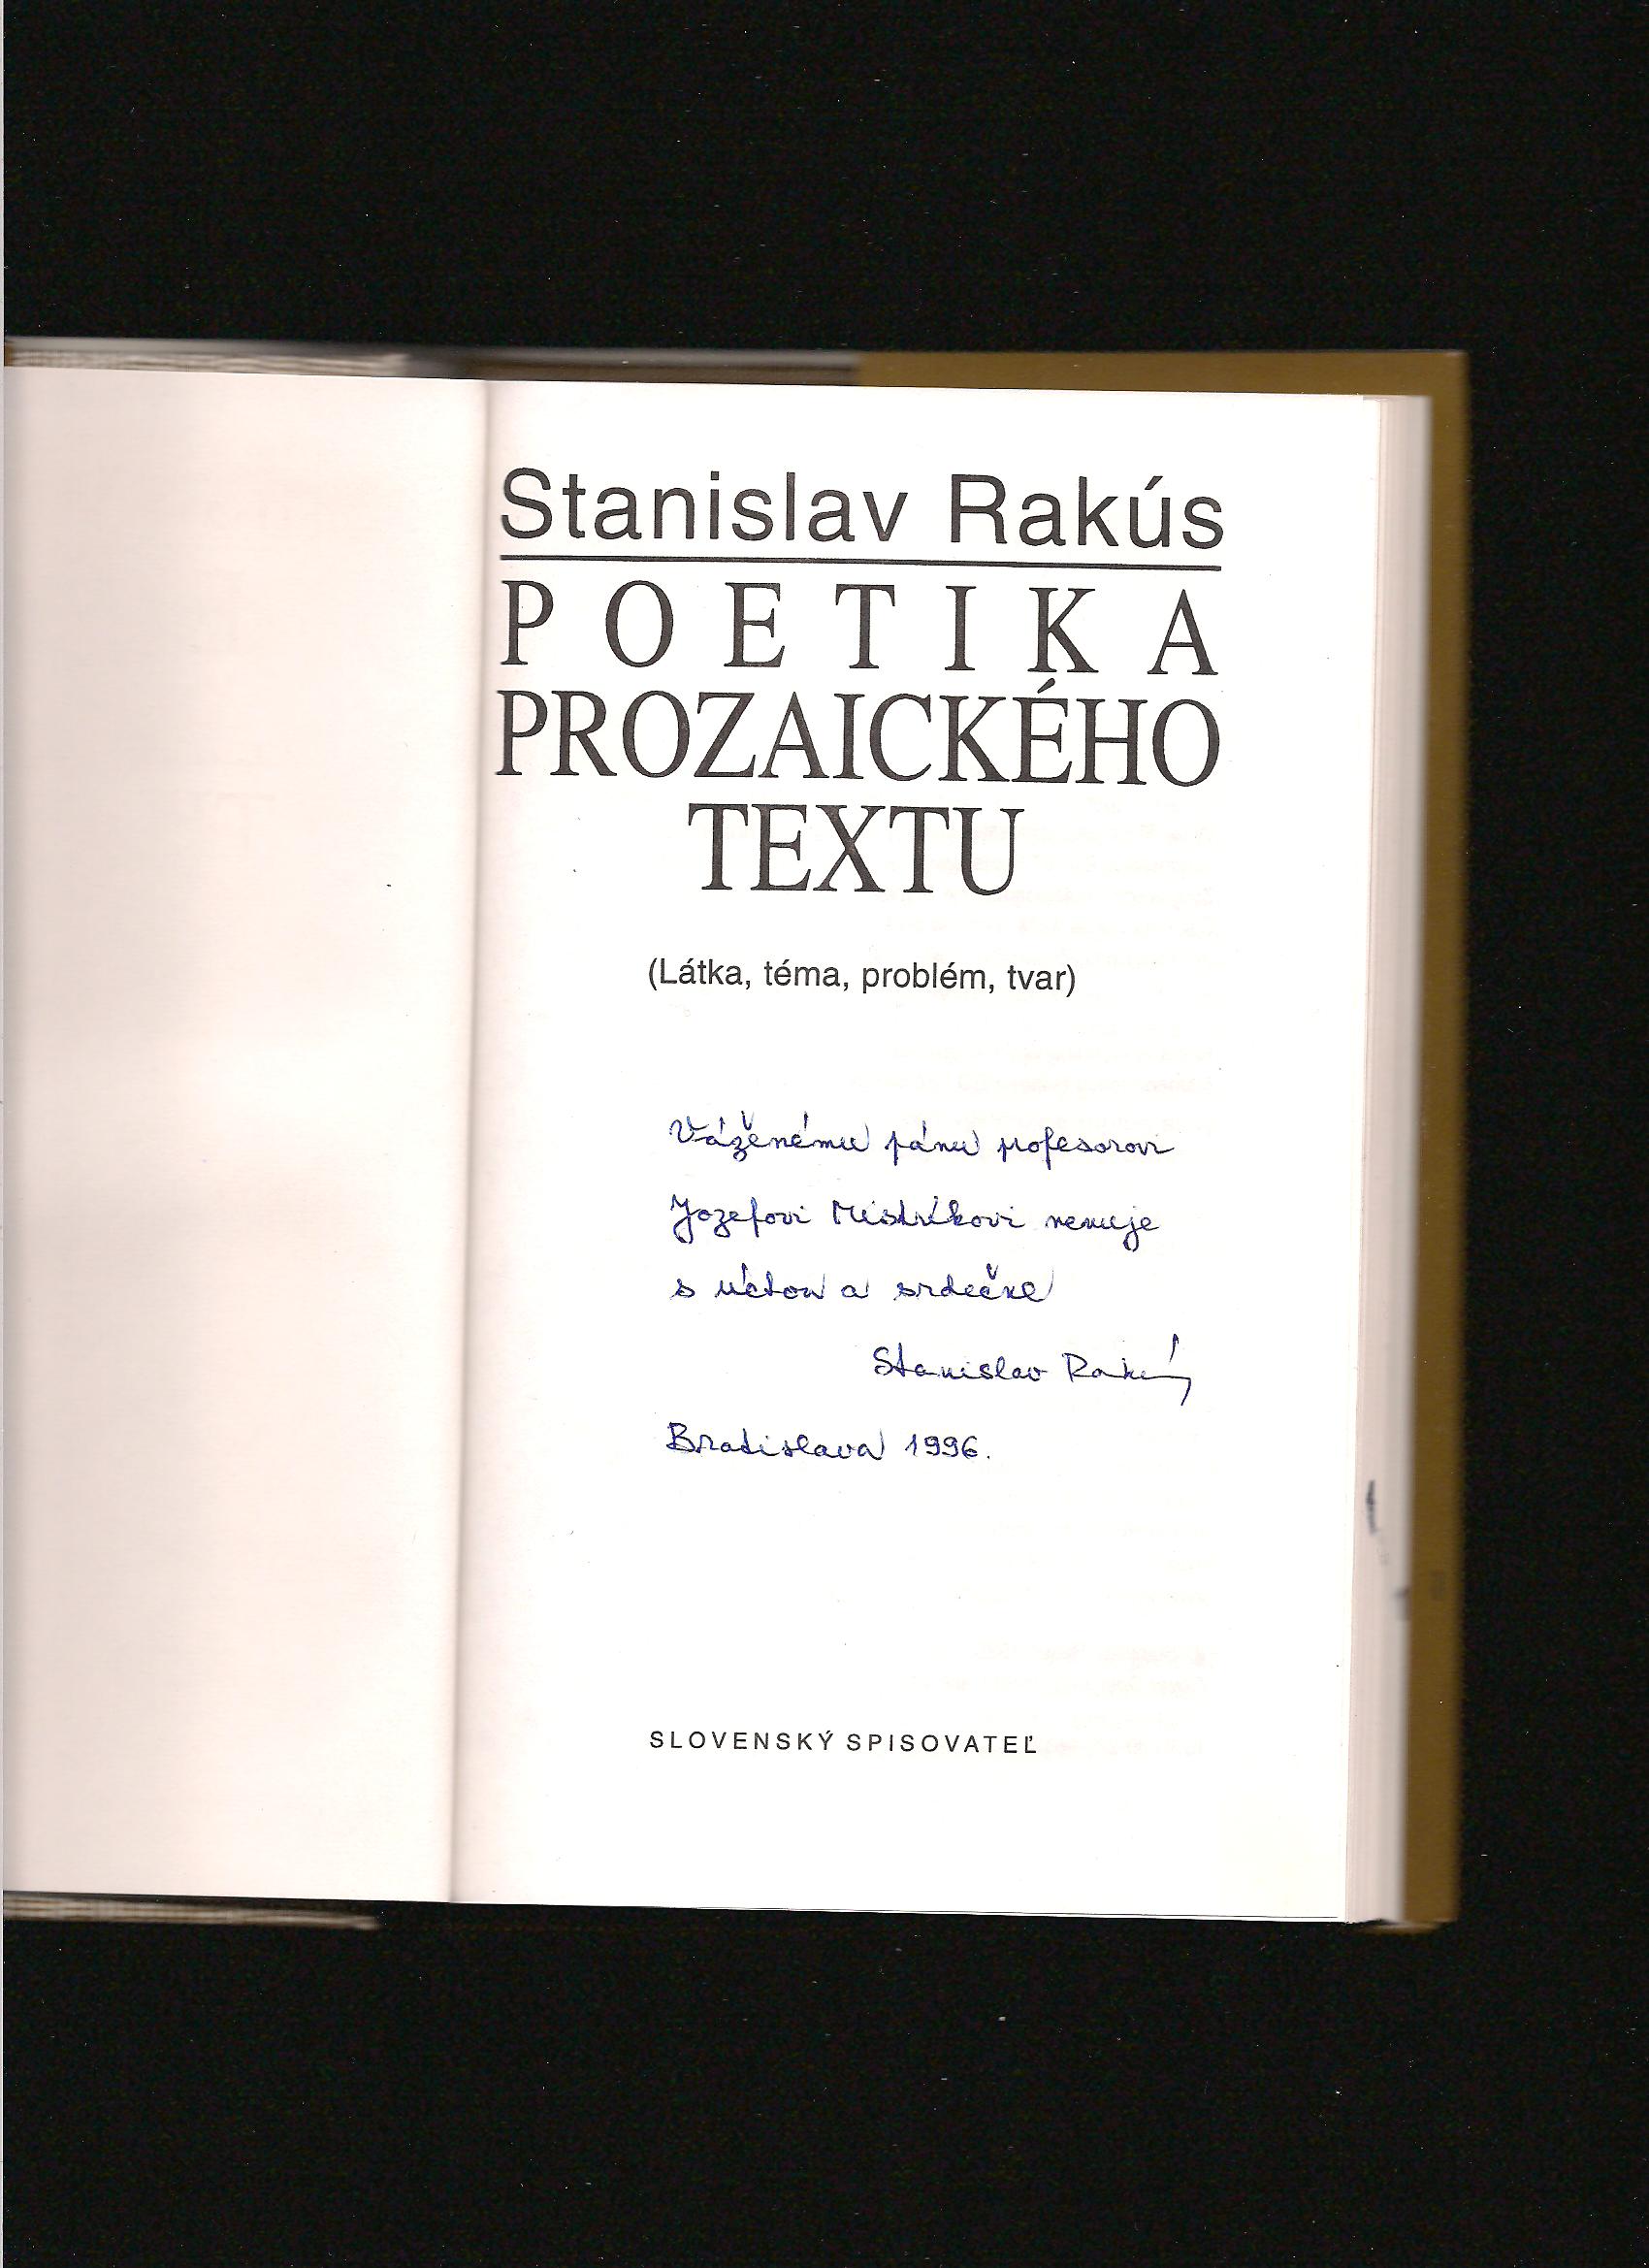 Stanislav Rakús
POETIKA
PROZAICKÉHO
TEXTU
(Látka, téma, problém, tvar)
Váženému pánu profesorovi
Jozefovi Mistríkovi venuje
s úctou a srdečne
Stanislav Rakús
Bratislava 1996.
SLOVENSKÝ SPISOVATEĽ